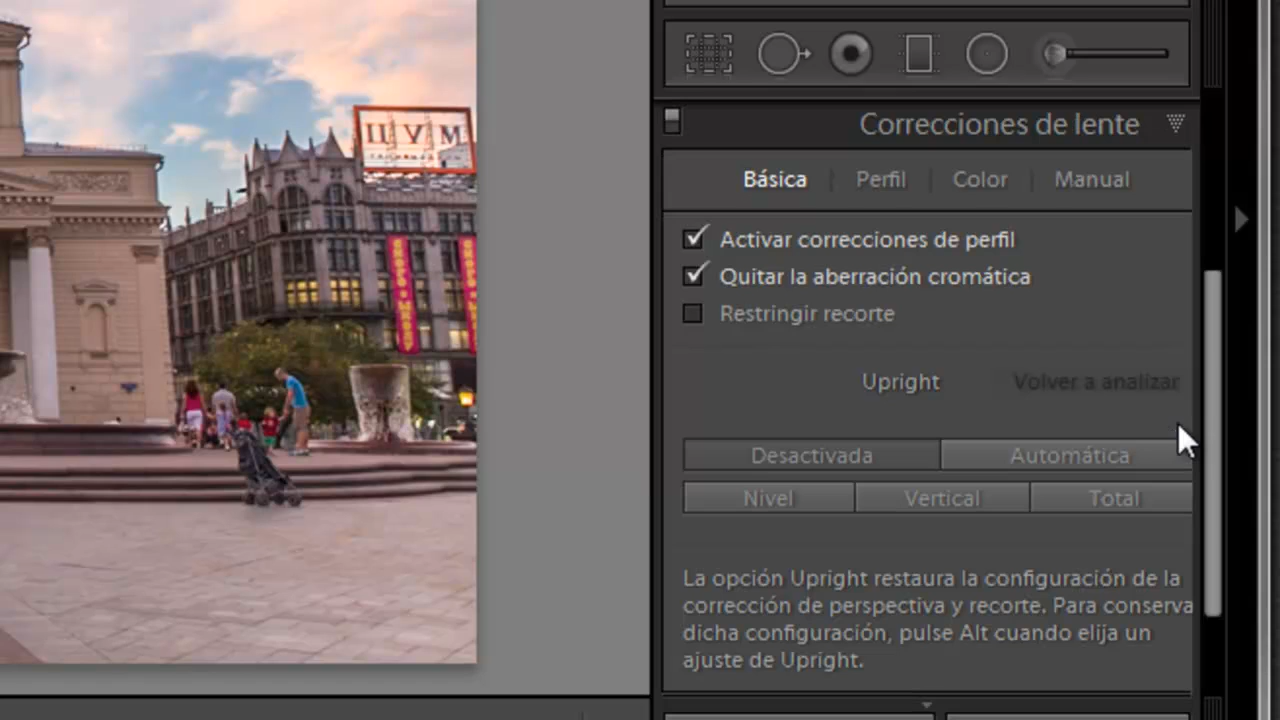 ЦУМ
Correcciones de lente
Básica Perfil Color Manual
Activar correcciones de perfil
Quitar la aberración cromática
Restringir recorte
Upright Volver a analizar
Desactivada Automática
Nivel Vertical Total
La opción Upright restaura la configuración de la
corrección de perspectiva y recorte. Para conserva
dicha configuración, pulse Alt cuando elija un
ajuste de Upright.